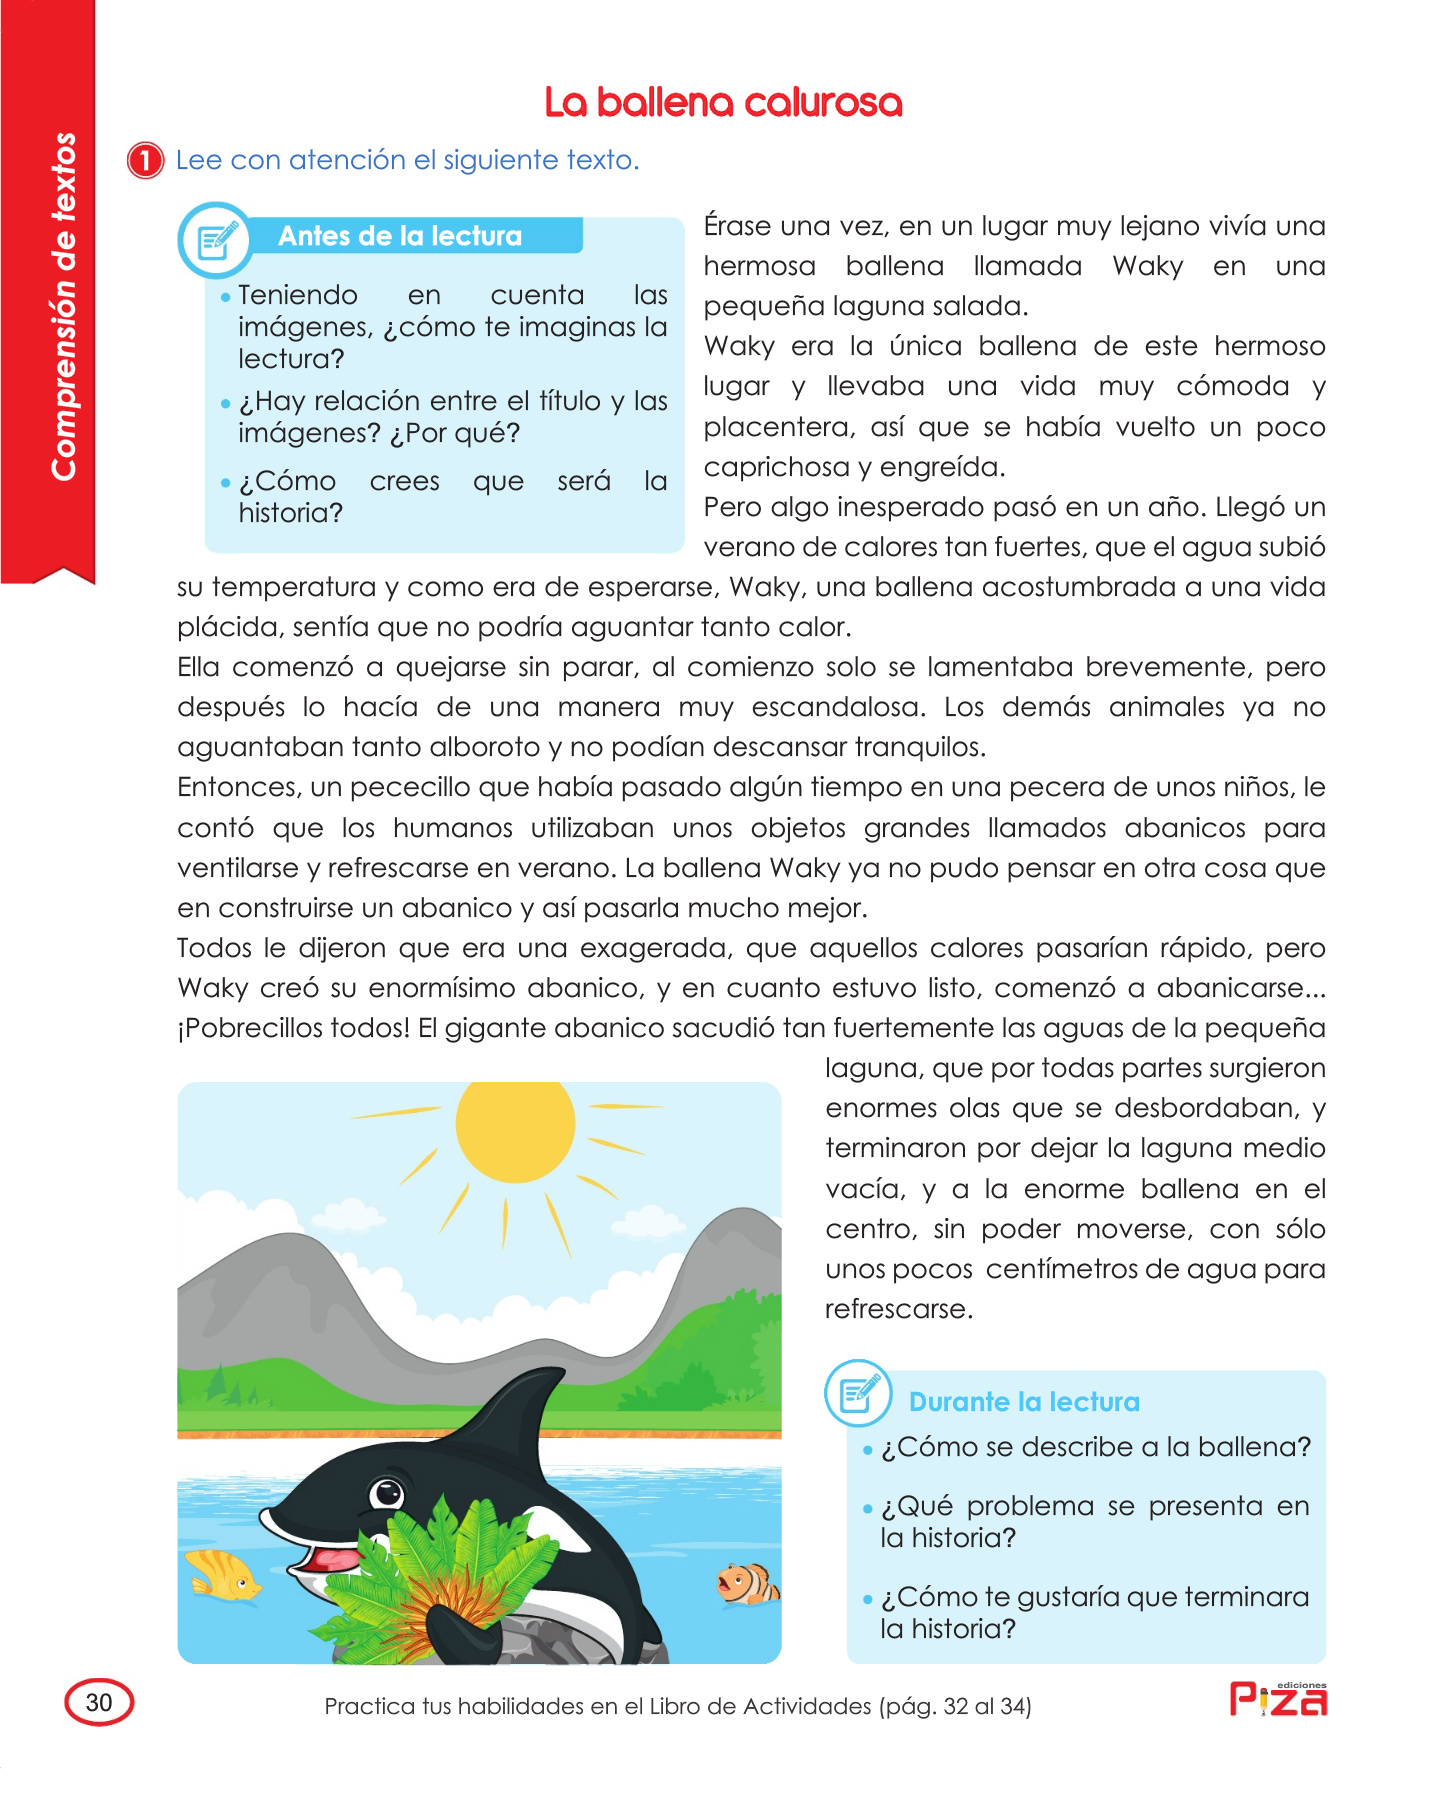 Comprensión de textos
La ballena calurosa
1 Lee con atención el siguiente texto.
Antes de la lectura
• Teniendo en cuenta las
imágenes, ¿cómo te imaginas la
lectura?
• ¿Hay relación entre el título y las
imágenes? ¿Por qué?
• ¿Cómo crees que será la
historia?
Érase una vez, en un lugar muy lejano vivía una
hermosa ballena llamada Waky en una
pequeña laguna salada.
Waky era la única ballena de este hermoso
lugar y llevaba una vida muy cómoda y
placentera, así que se había vuelto un poco
caprichosa y engreída.
Pero algo inesperado pasó en un año. Llegó un
verano de calores tan fuertes, que el agua subió
su temperatura y como era de esperarse, Waky, una ballena acostumbrada a una vida
plácida, sentía que no podría aguantar tanto calor.
Ella comenzó a quejarse sin parar, al comienzo solo se lamentaba brevemente, pero
después lo hacía de una manera muy escandalosa. Los demás animales ya no
aguantaban tanto alboroto y no podían descansar tranquilos.
Entonces, un pececillo que había pasado algún tiempo en una pecera de unos niños, le
contó que los humanos utilizaban unos objetos grandes llamados abanicos para
ventilarse y refrescarse en verano. La ballena Waky ya no pudo pensar en otra cosa que
en construirse un abanico y así pasarla mucho mejor.
Todos le dijeron que era una exagerada, que aquellos calores pasarían rápido, pero
Waky creó su enormísimo abanico, y en cuanto estuvo listo, comenzó a abanicarse...
¡Pobrecillos todos! El gigante abanico sacudió tan fuertemente las aguas de la pequeña
laguna, que por todas partes surgieron
enormes olas que se desbordaban, y
terminaron por dejar la laguna medio
vacía, y a la enorme ballena en el
centro, sin poder moverse, con sólo
unos pocos centímetros de agua para
refrescarse.
Durante la lectura
• ¿Cómo se describe a la ballena?
• ¿Qué problema se presenta en
la historia?
• ¿Cómo te gustaría que terminara
la historia?
30
Practica tus habilidades en el Libro de Actividades (pág. 32 al 34)
ediciones
Piza